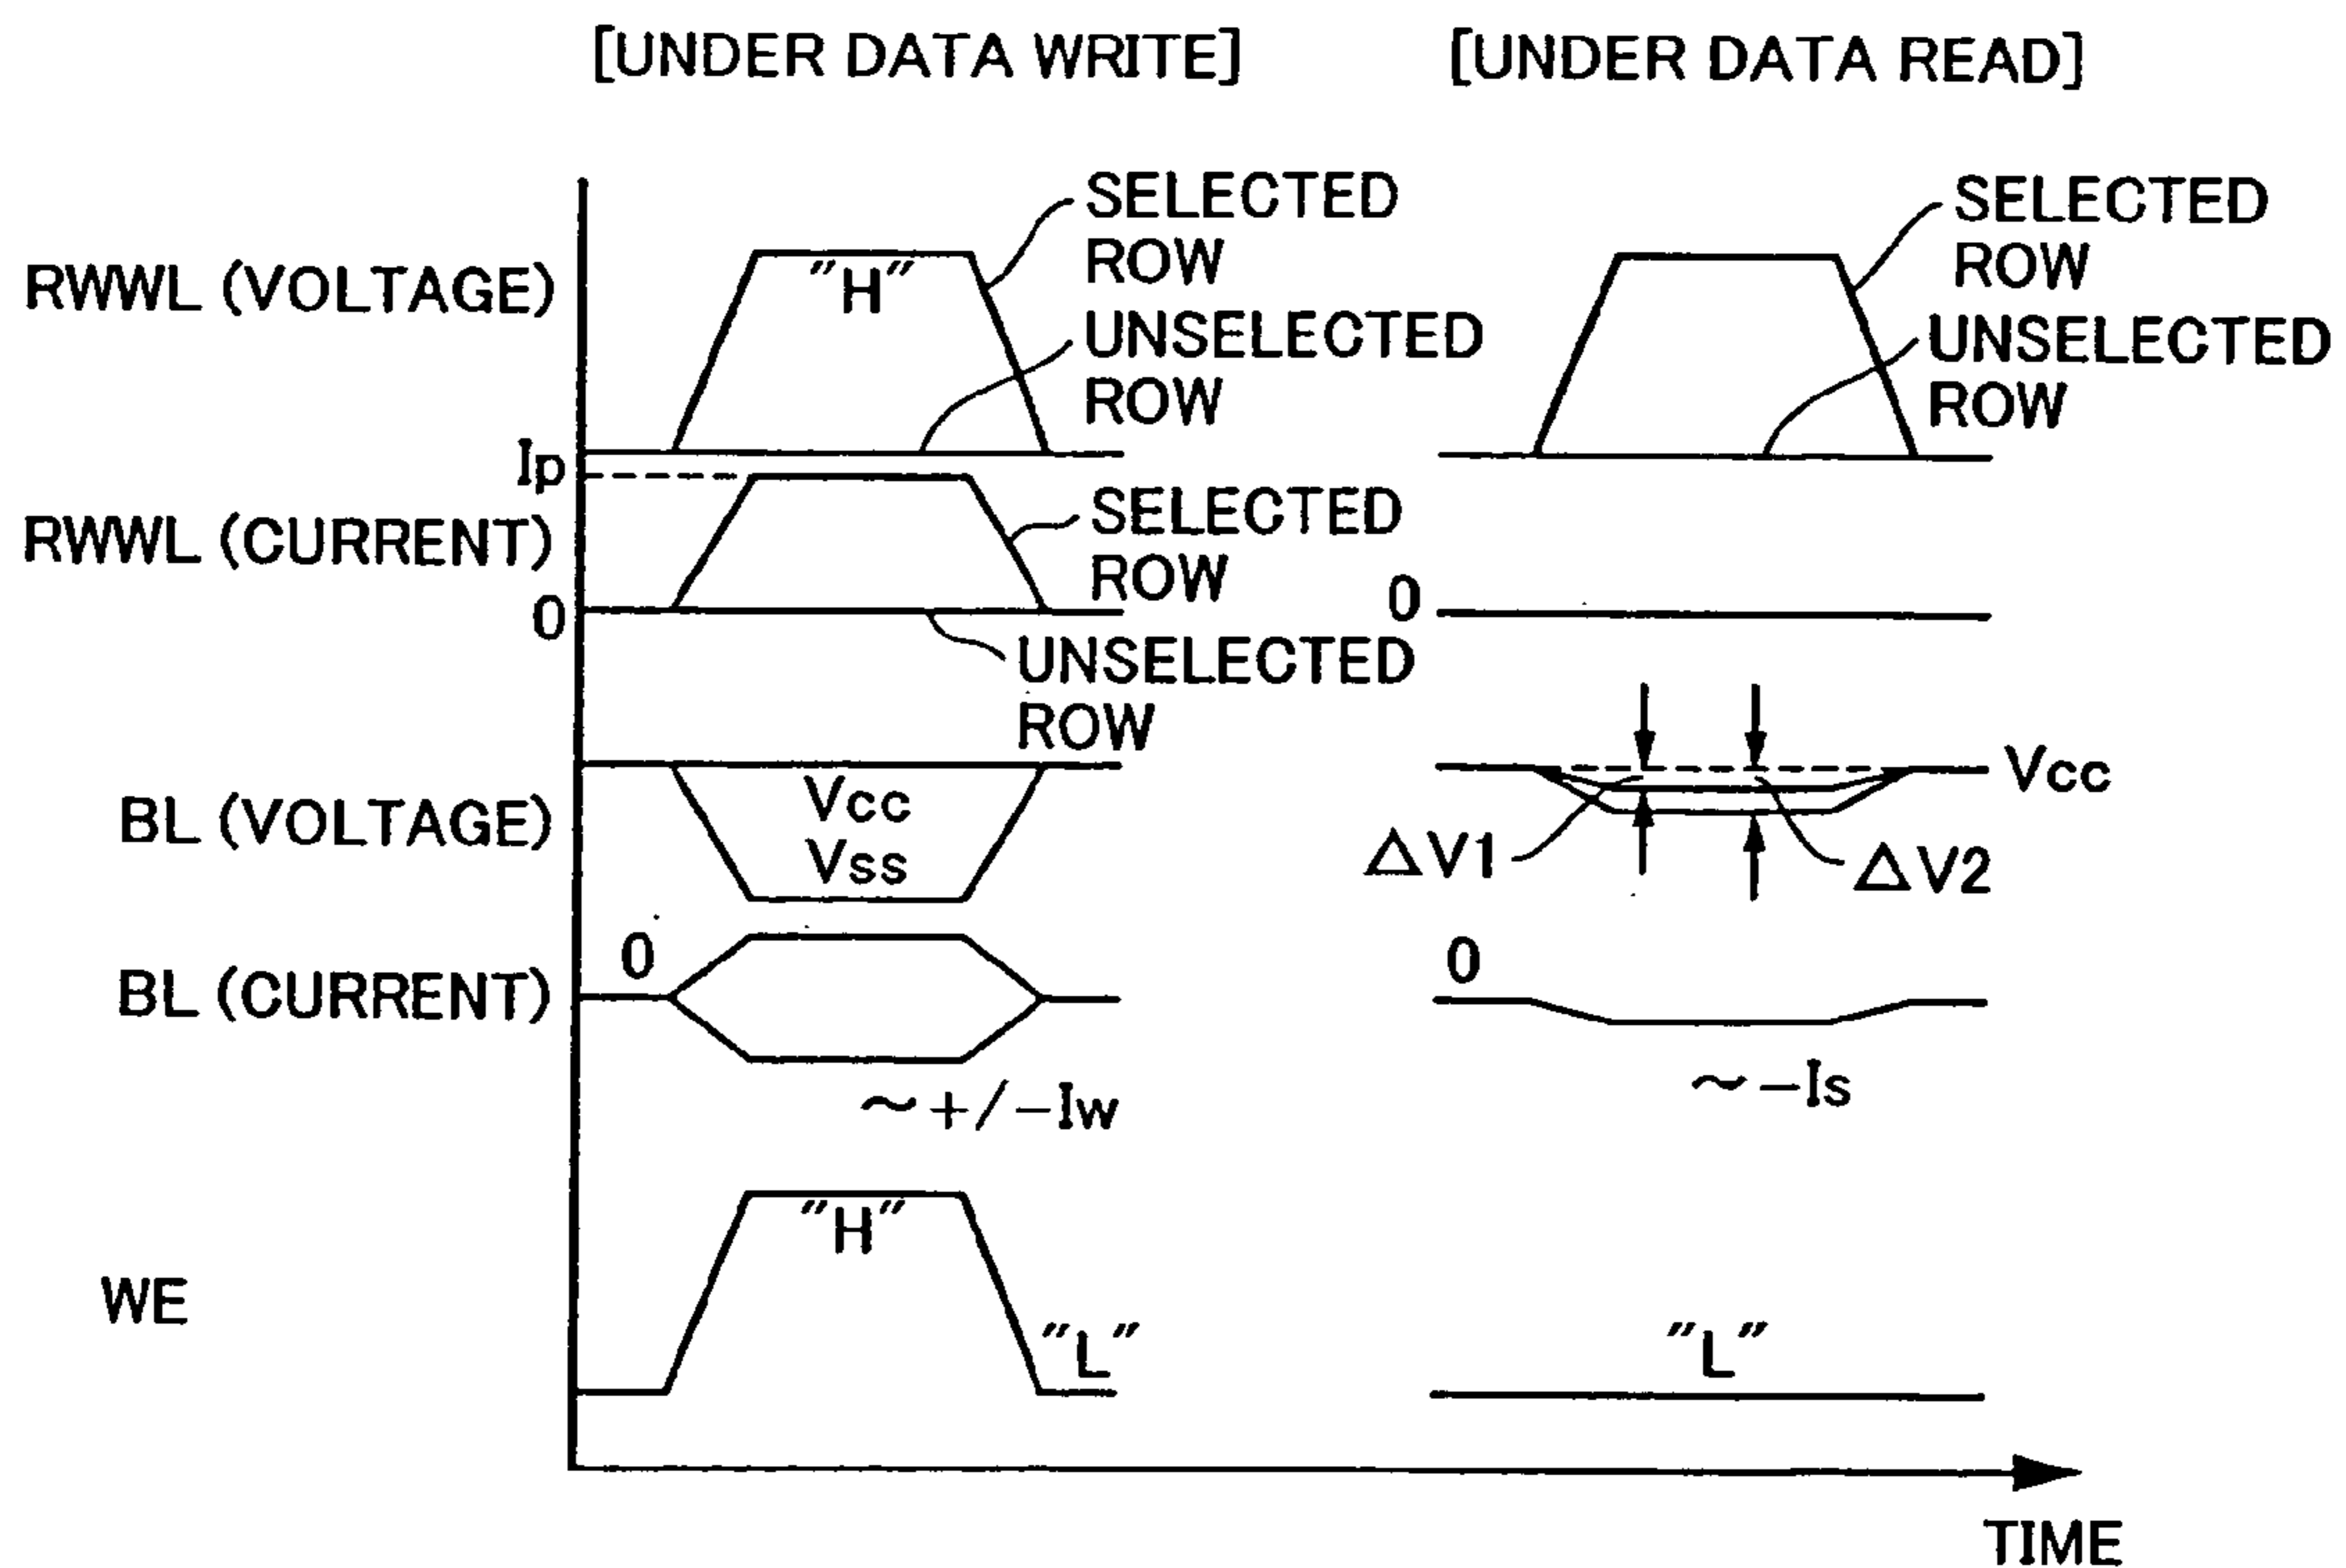 [UNDER DATA WRITE]
[UNDER DATA READ]
RWWL (VOLTAGE)
"H"
SELECTED
ROW
UNSELECTED
ROW
SELECTED
ROW
UNSELECTED
ROW
Ip
RWWL (CURRENT)
0
SELECTED
ROW
UNSELECTED
ROW
0
BL (VOLTAGE)
Vcc
Vss
Vcc
△V1
△V2
BL (CURRENT)
0
~+/-Iw
0
~-Is
WE
"H"
"L"
"L"
TIME